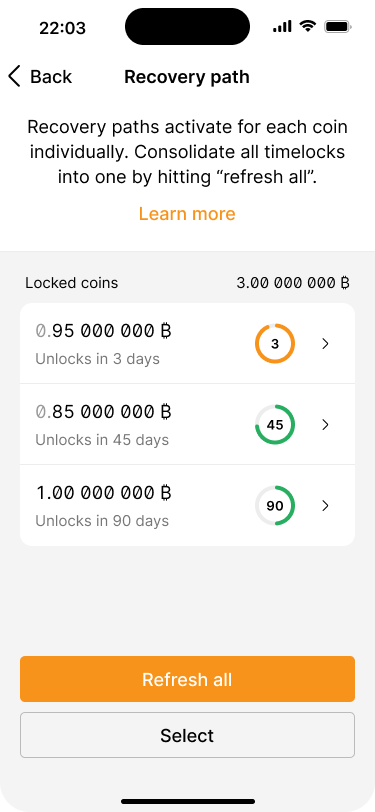 22:03
Back
Recovery path
Recovery paths activate for each coin
individually. Consolidate all timelocks
into one by hitting “refresh all”.
Learn more
Locked coins 3.00 000 000 ₿
0.95 000 000 ₿
Unlocks in 3 days
3
0.85 000 000 ₿
Unlocks in 45 days
45
1.00 000 000 ₿
Unlocks in 90 days
90
Refresh all
Select